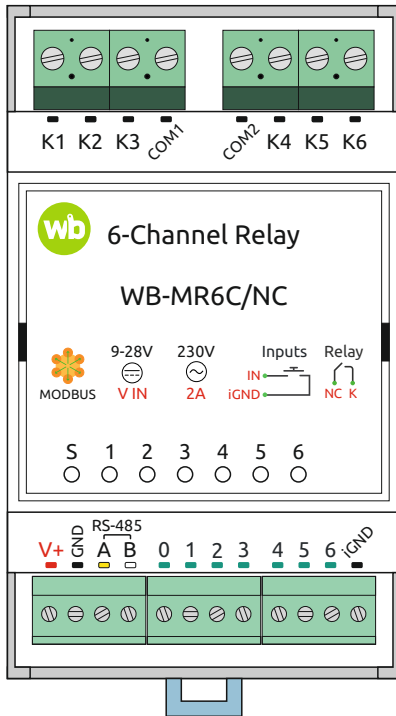 K1 K2 K3 COM1 COM2 K4 K5 K6
wb 6-Channel Relay
WB-MR6C/NC
9-28V 230V Inputs Relay
MODBUS V IN 2A IN iGND NC K
S 1 2 3 4 5 6
RS-485
V+ GND A B 0 1 2 3 4 5 6 iGND